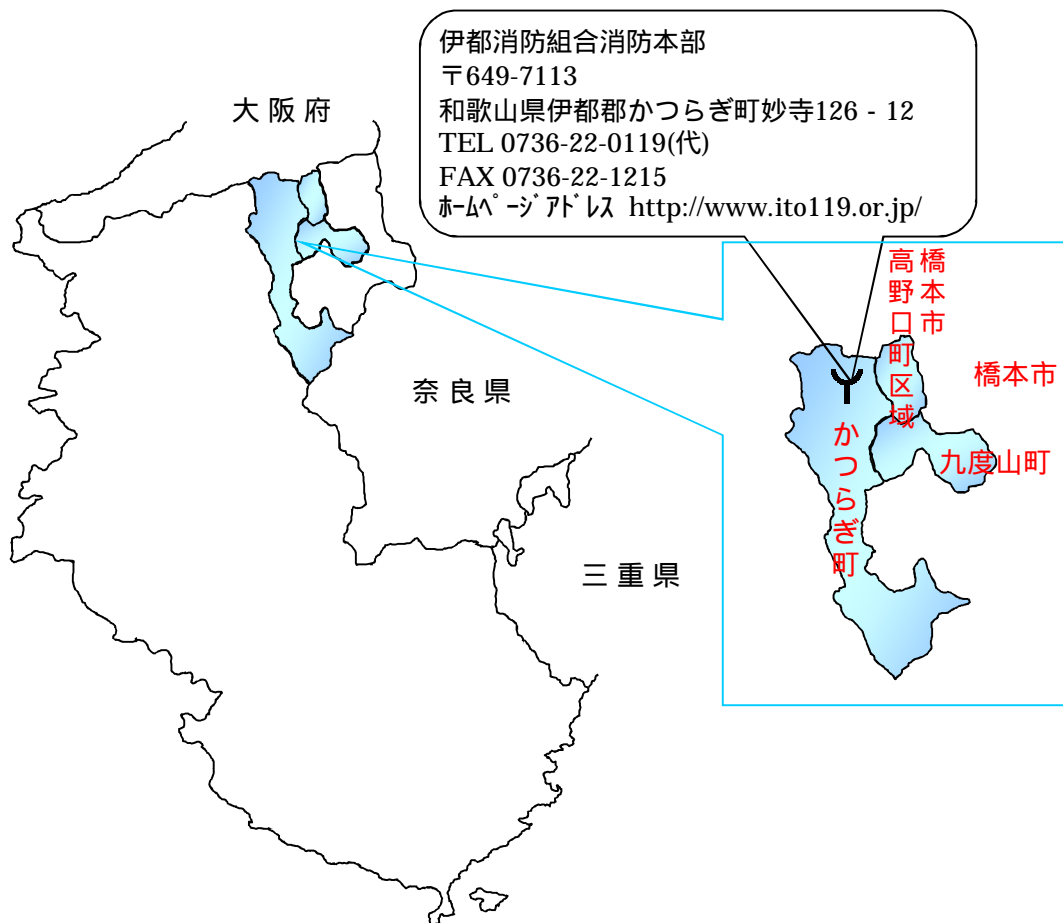 伊都消防組合消防本部
〒649-7113
和歌山県伊都郡かつらぎ町妙寺126 - 12
TEL 0736-22-0119(代)
FAX 0736-22-1215
ﾎｰﾑﾍﾟｰｼﾞｱﾄﾞﾚｽ http://www.ito119.or.jp/
大阪府
奈良県
三重県
橋本市
高野口町区域
橋本市
九度山町
かつらぎ町